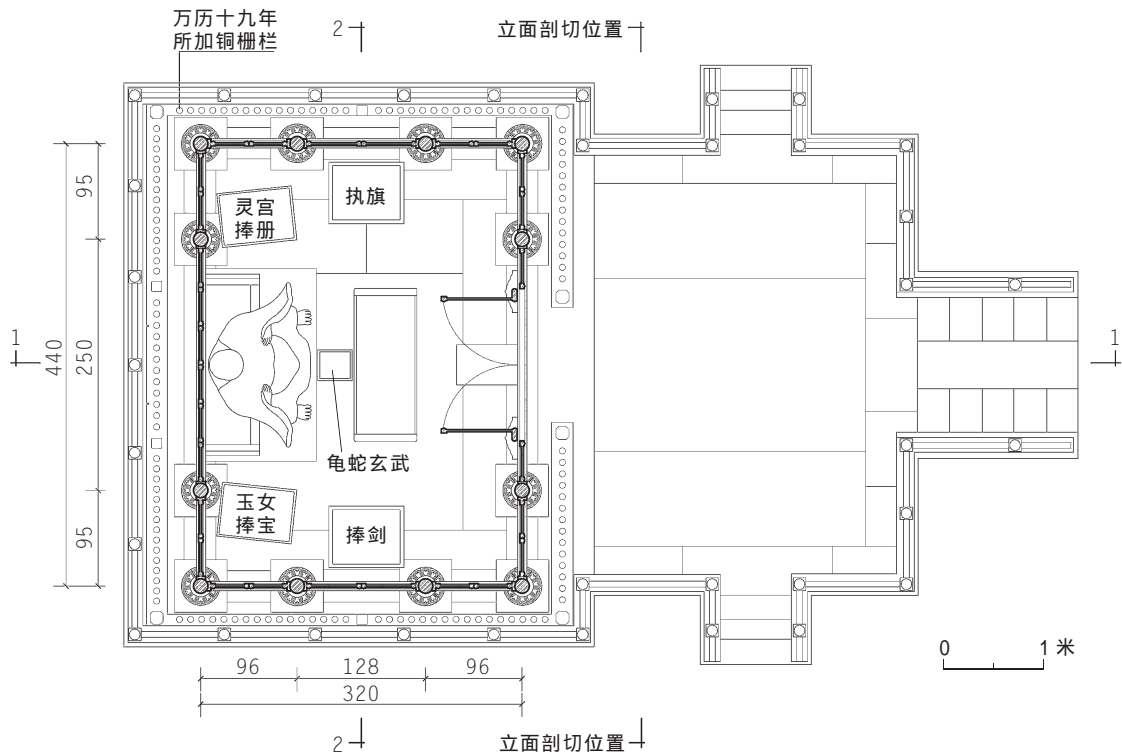 万历十九年
所加铜栅栏
2
立面剖切位置
95
灵宫
捧册
执旗
1
440
250
1
龟蛇玄武
玉女
捧宝
捧剑
95
0
1 米
96
128
96
320
2
立面剖切位置